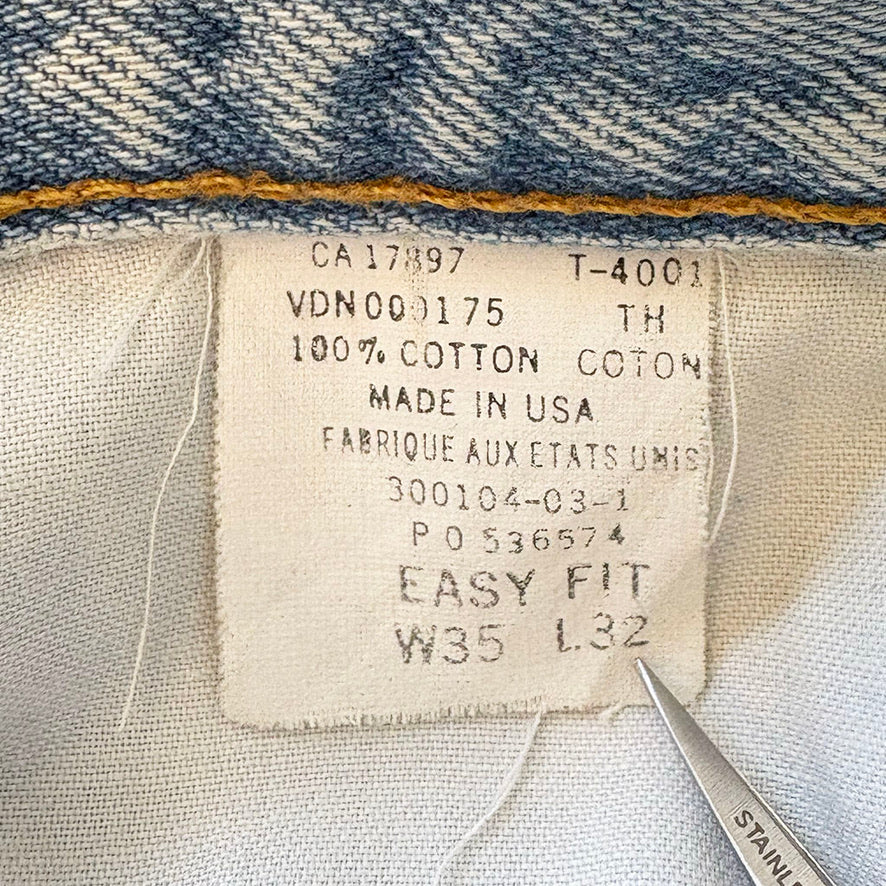 CA 17897 T-4001
VDN000175 TH
100% COTTON COTON
MADE IN USA
FABRIQUE AUX ETATS UNIS
300104-03-1
PO 536574
EASY FIT
W35 L32